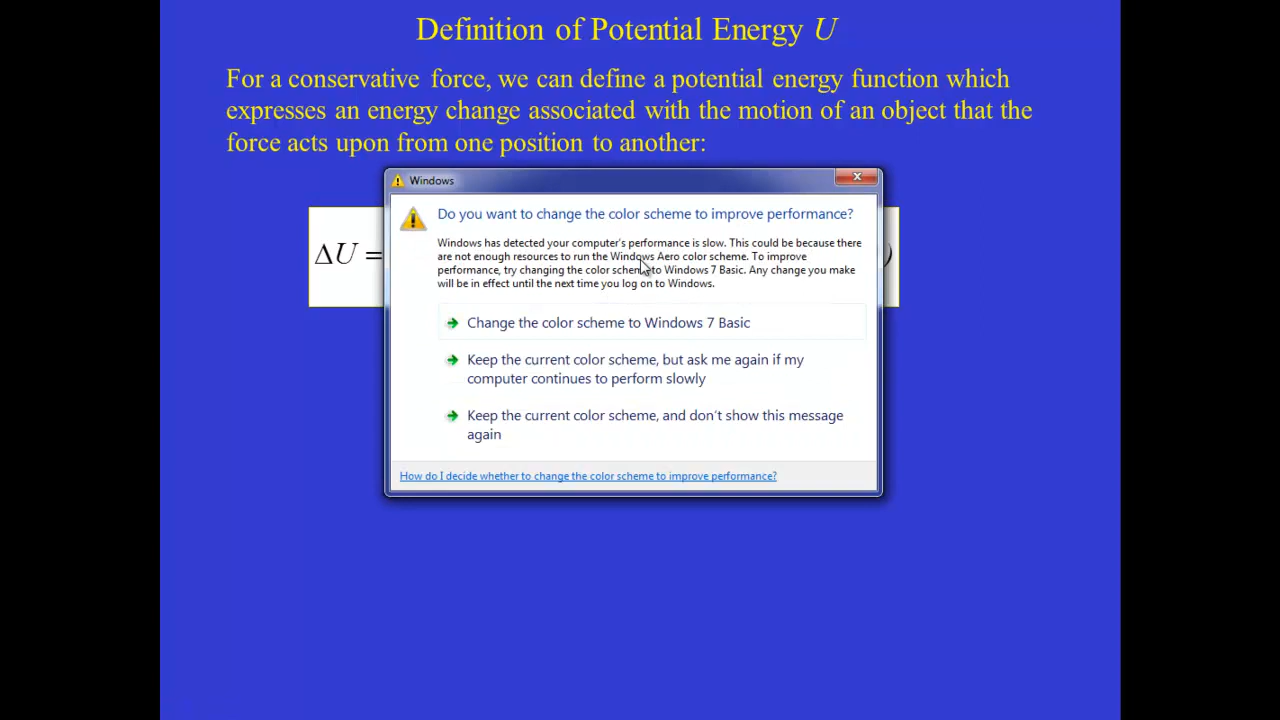 Definition of Potential Energy U
For a conservative force, we can define a potential energy function which
expresses an energy change associated with the motion of an object that the
force acts upon from one position to another:
ΔU = )
Windows
Do you want to change the color scheme to improve performance?
Windows has detected your computer's performance is slow. This could be because there
are not enough resources to run the Windows Aero color scheme. To improve
performance, try changing the color scheme to Windows 7 Basic. Any change you make
will be in effect until the next time you log on to Windows.
Change the color scheme to Windows 7 Basic
Keep the current color scheme, but ask me again if my
computer continues to perform slowly
Keep the current color scheme, and don't show this message
again
How do I decide whether to change the color scheme to improve performance?